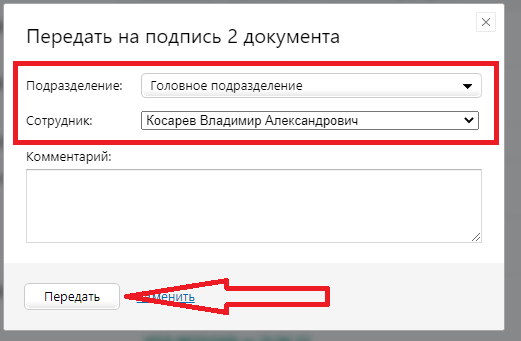 Передать на подпись 2 документа
Подразделение: Головное подразделение
Сотрудник: Косарев Владимир Александрович
Комментарий:
Передать